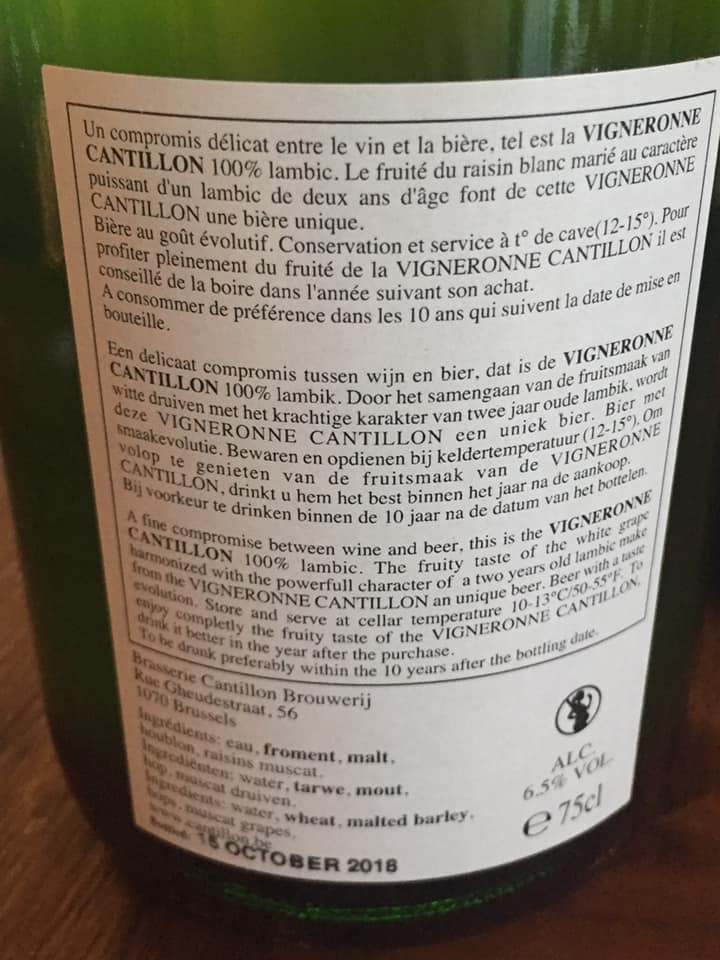 Un compromis délicat entre le vin et la bière, tel est la VIGNERONNE
CANTILLON 100% lambic. Le fruité du raisin blanc marié au caractère
puissant d'un lambic de deux ans d'âge font de cette VIGNERONNE
CANTILLON une bière unique.
Bière au goût évolutif. Conservation et service à t° de cave(12-15°). Pour
profiter pleinement du fruité de la VIGNERONNE CANTILLON il est
conseillé de la boire dans l'année suivant son achat.
A consommer de préférence dans les 10 ans qui suivent la date de mise en
bouteille.
Een delicaat compromis tussen wijn en bier, dat is de VIGNERONNE
CANTILLON 100% lambik. Door het samengaan van de fruitsmaak van
witte druiven met het krachtige karakter van twee jaar oude lambik, wordt
deze VIGNERONNE CANTILLON een uniek bier. Bier met
smaakevolutie. Bewaren en opdienen bij keldertemperatuur (12-15°). Om
volop te genieten van de fruitsmaak van de VIGNERONNE
CANTILLON, drinkt u hem het best binnen het jaar na de aankoop.
Bij voorkeur te drinken binnen de 10 jaar na de datum van het bottelen.
A fine compromise between wine and beer, this is the VIGNERONNE
CANTILLON 100% lambic. The fruity taste of the white grape
harmonized with the powerfull character of a two years old lambic make
from the VIGNERONNE CANTILLON an unique beer. Beer with a taste
evolution. Store and serve at cellar temperature 10-13°C/50-55°F. To
enjoy completly the fruity taste of the VIGNERONNE CANTILLON,
drink it better in the year after the purchase.
To be drunk preferably within the 10 years after the bottling date.
Brasserie Cantillon Brouwerij
Rue Gheudestraat, 56
1070 Brussels
Ingrédients: eau, froment, malt,
houblon, raisins muscat.
Ingrediënten: water, tarwe, mout,
hop, muscat druiven.
Ingredients: water, wheat, malted barley,
hops, muscat grapes.
www.cantillon.be
15 OCTOBER 2018
ALC.
6.5% VOL
e 75cl